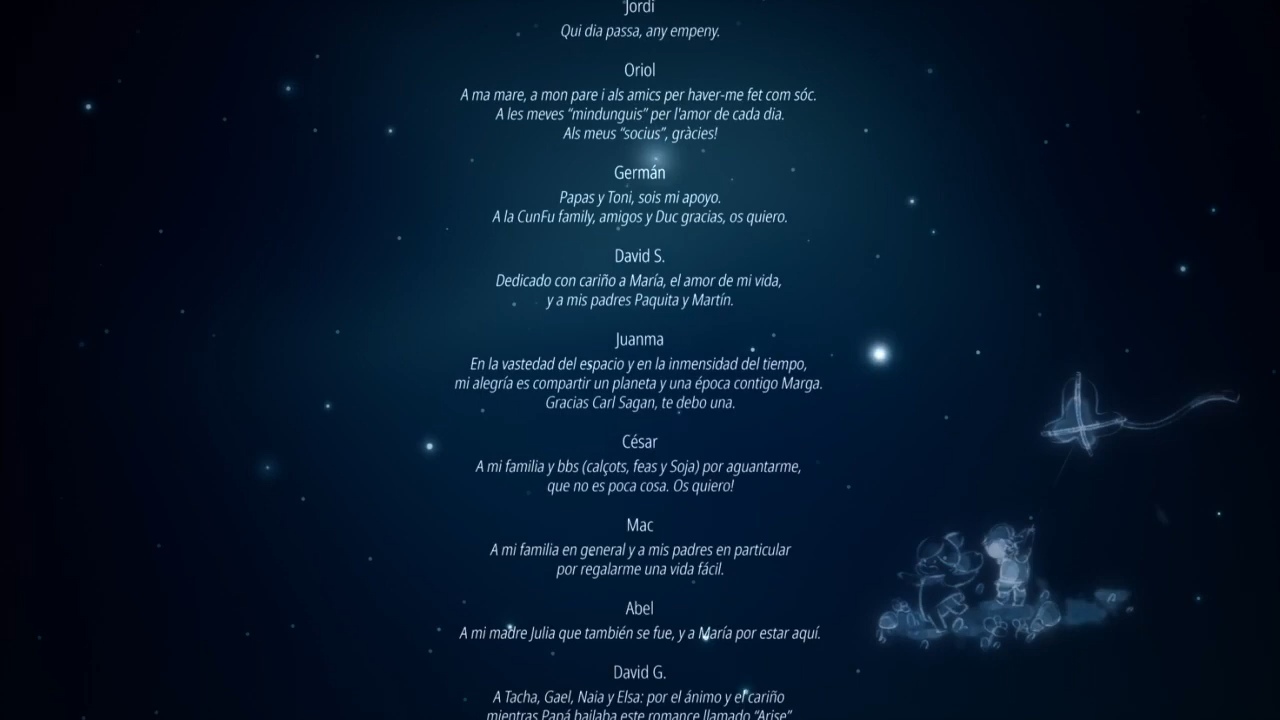 Jordi
Qui dia passa, any empeny.
Oriol
A ma mare, a mon pare i als amics per haver-me fet com sóc.
A les meves “mindunguis” per l'amor de cada dia.
Als meus “socius”, gràcies!
Germán
Papas y Toni, sois mi apoyo.
A la CunFu family, amigos y Duc gracias, os quiero.
David S.
Dedicado con cariño a María, el amor de mi vida,
y a mis padres Paquita y Martín.
Juanma
En la vastedad del espacio y en la inmensidad del tiempo,
mi alegría es compartir un planeta y una época contigo Marga.
Gracias Carl Sagan, te debo una.
César
A mi familia y bbs (calçots, feas y Soja) por aguantarme,
que no es poca cosa. Os quiero!
Mac
A mi familia en general y a mis padres en particular
por regalarme una vida fácil.
Abel
A mi madre Julia que también se fue, y a María por estar aquí.
David G.
A Tacha, Gael, Naia y Elsa: por el ánimo y el cariño
mientras Papá bailaba este romance llamado “Arise”